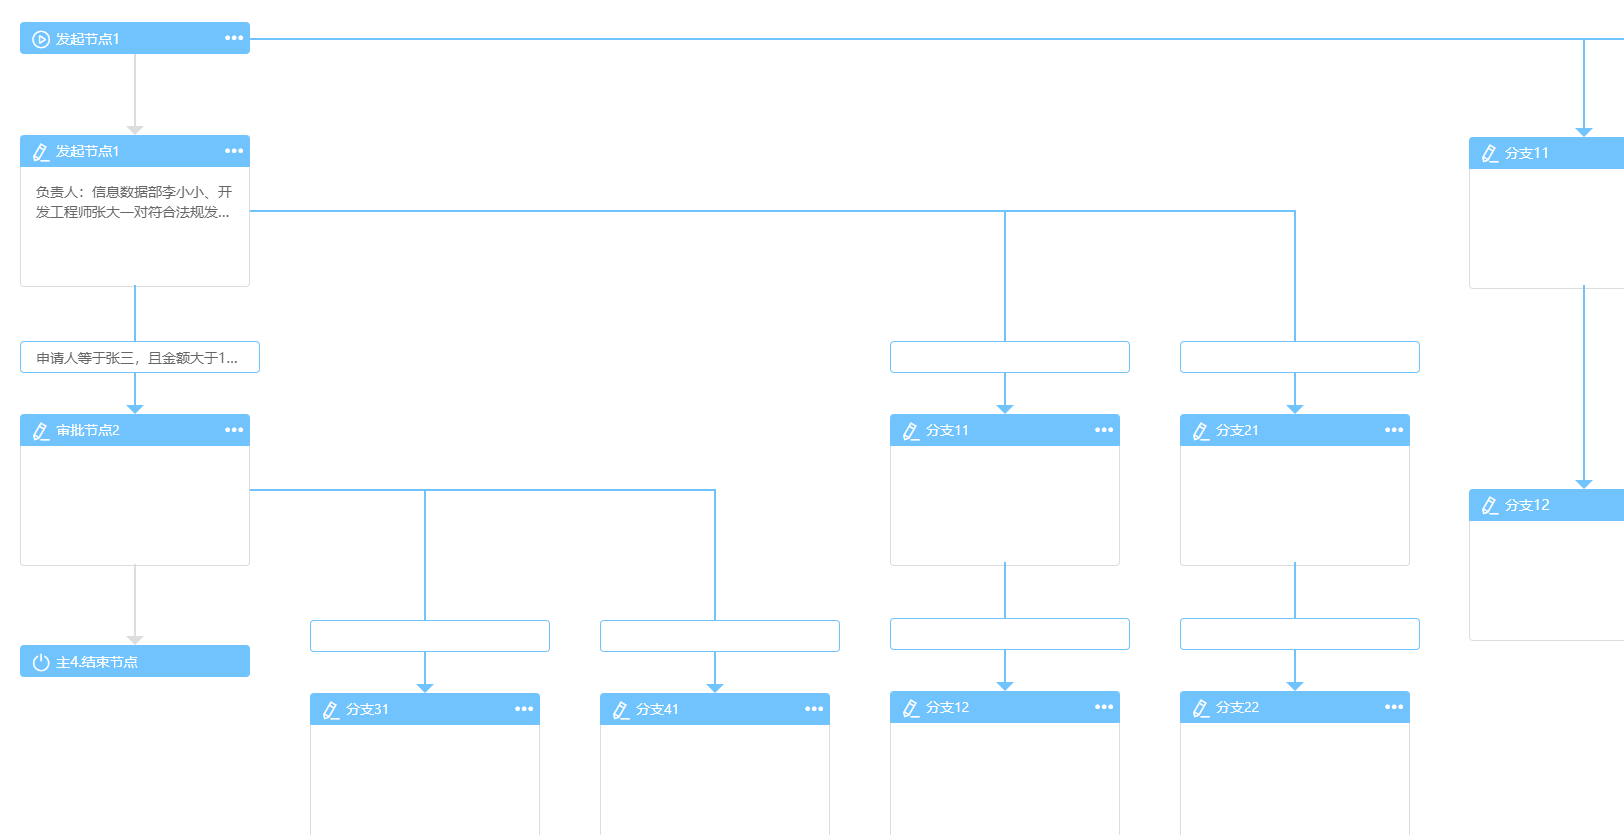 发起节点1
发起节点1
负责人：信息数据部李小小、开
发工程师张大一对符合法规发...
分支11
申请人等于张三，且金额大于1...
审批节点2
分支11
分支21
分支12
主4.结束节点
分支31
分支41
分支12
分支22